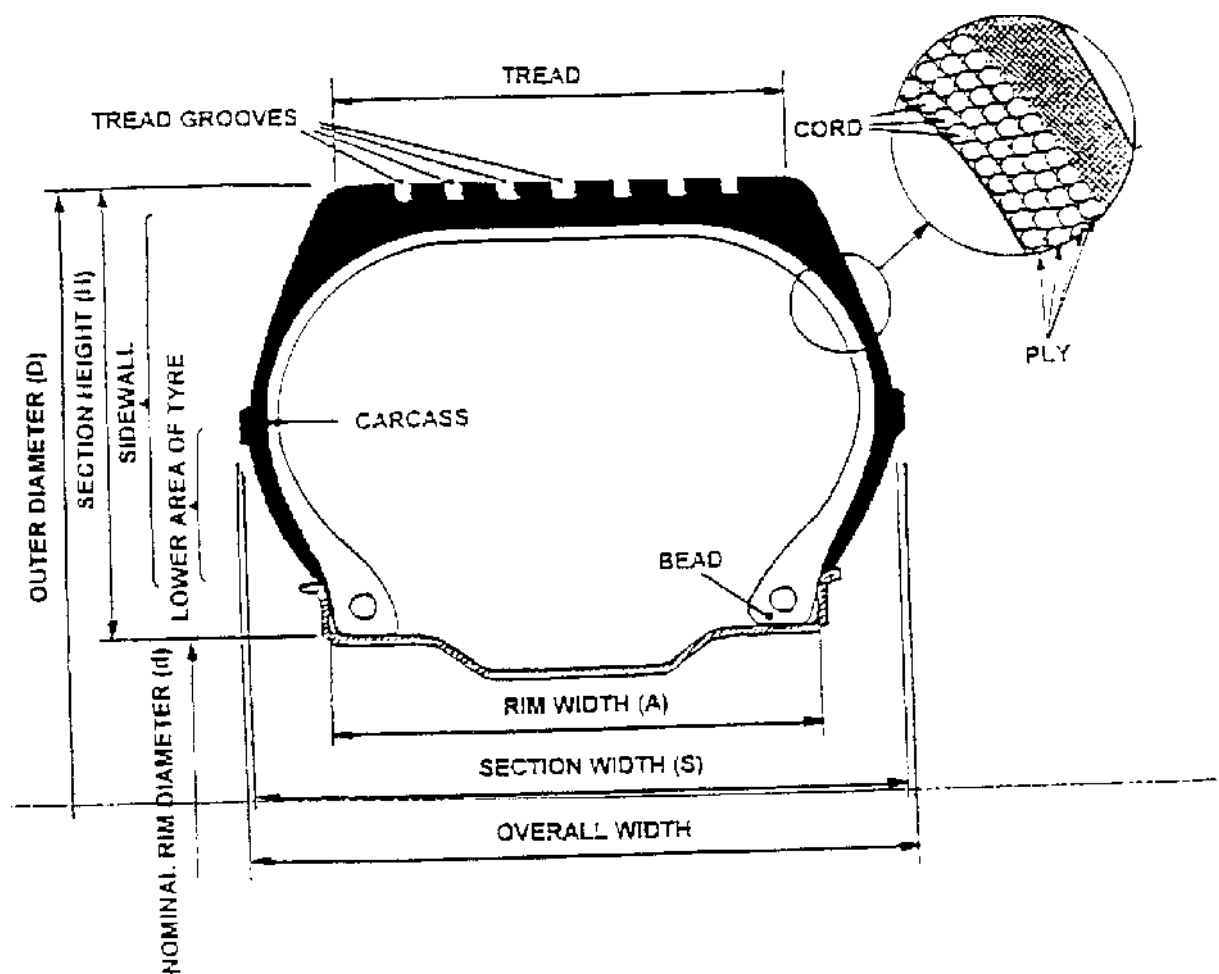 TREAD
TREAD GROOVES
CORD
PLY
OUTER DIAMETER (D)
SECTION HEIGHT (H)
SIDEWALL
LOWER AREA OF TYRE
CARCASS
BEAD
NOMINAL RIM DIAMETER (d)
RIM WIDTH (A)
SECTION WIDTH (S)
OVERALL WIDTH